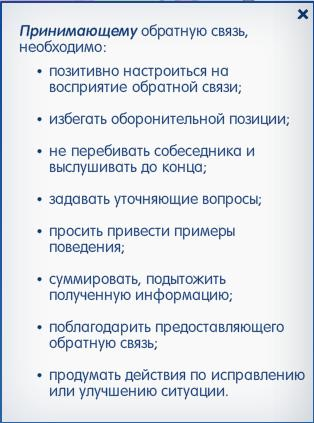 Принимающему обратную связь,
необходимо:
• позитивно настроиться на
восприятие обратной связи;
• избегать оборонительной позиции;
• не перебивать собеседника и
выслушивать до конца;
• задавать уточняющие вопросы;
• просить привести примеры
поведения;
• суммировать, подытожить
полученную информацию;
• поблагодарить предоставляющего
обратную связь;
• продумать действия по исправлению
или улучшению ситуации.